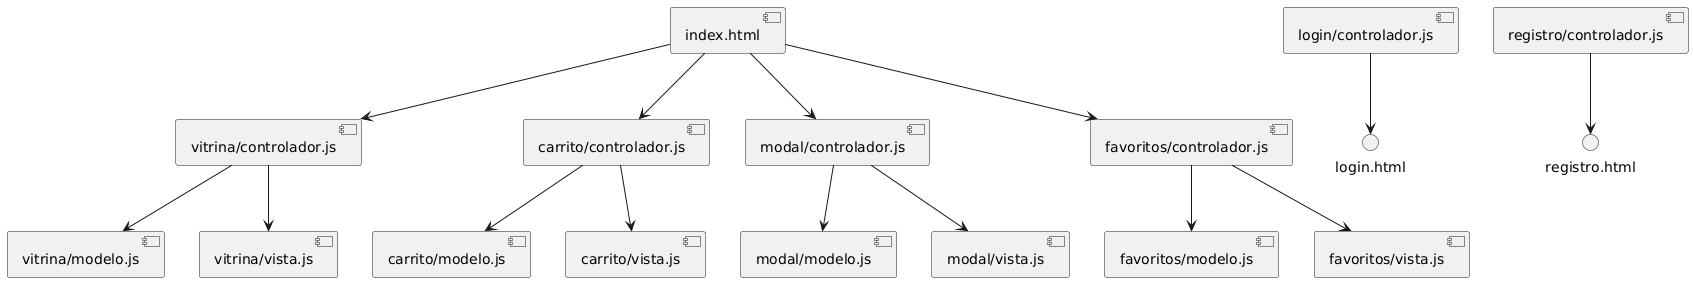 index.html
login/controlador.js
registro/controlador.js
vitrina/controlador.js
carrito/controlador.js
modal/controlador.js
favoritos/controlador.js
login.html
registro.html
vitrina/modelo.js
vitrina/vista.js
carrito/modelo.js
carrito/vista.js
modal/modelo.js
modal/vista.js
favoritos/modelo.js
favoritos/vista.js